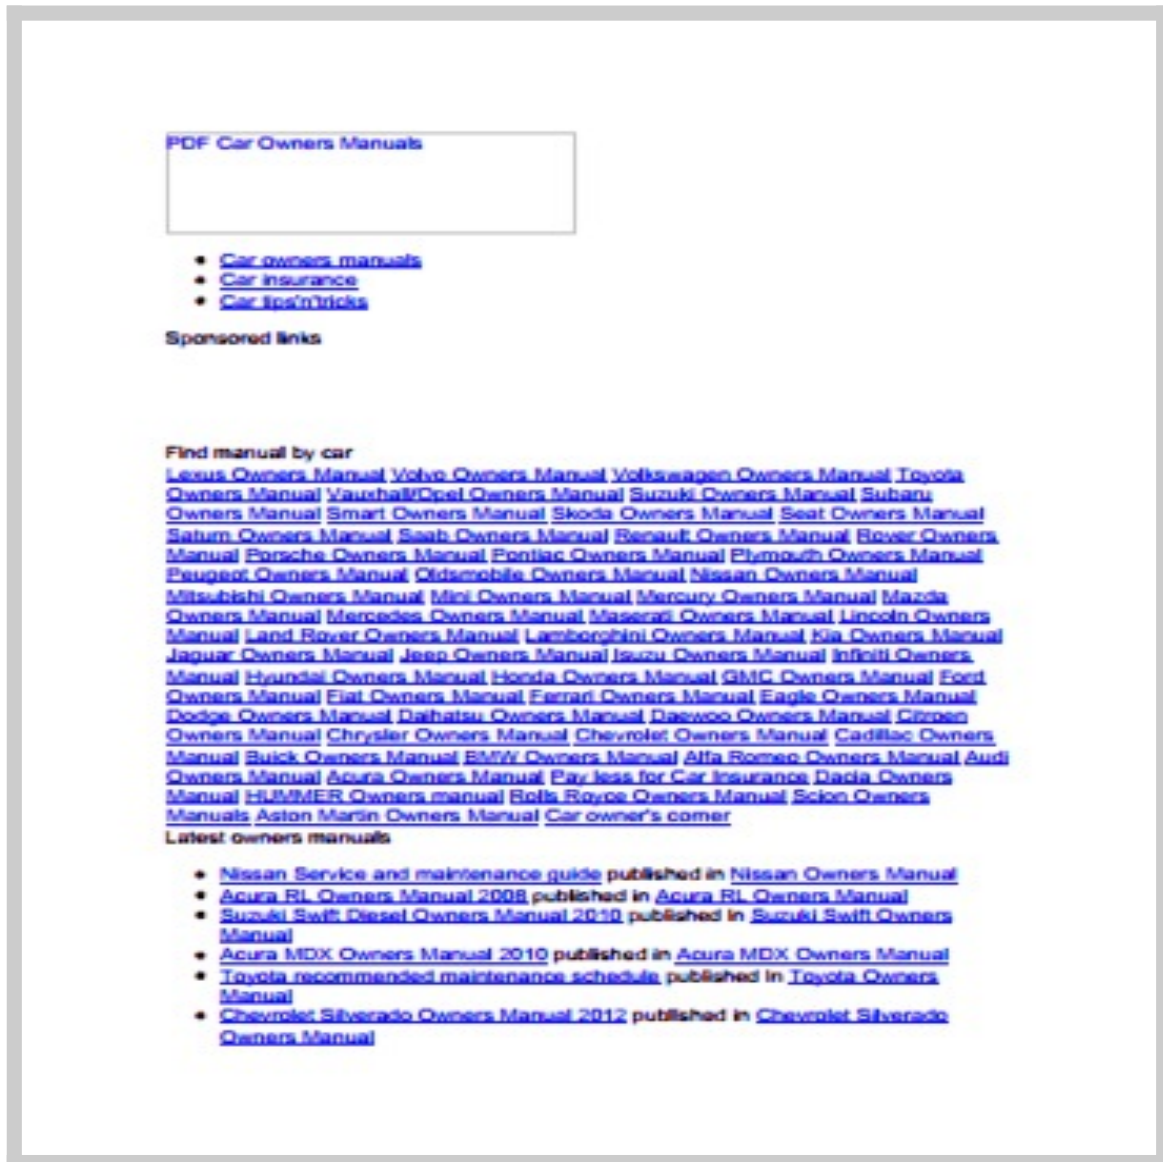 PDF Car Owners Manuals
Car owners manuals
Car insurance
Car tips'n'tricks
Sponsored links
Find manual by car
Lexus Owners Manual Volvo Owners Manual Volkswagen Owners Manual Toyota
Owners Manual Vauxhall/Opel Owners Manual Suzuki Owners Manual Subaru
Owners Manual Smart Owners Manual Skoda Owners Manual Seat Owners Manual
Saturn Owners Manual Saab Owners Manual Renault Owners Manual Rover Owners
Manual Porsche Owners Manual Pontiac Owners Manual Plymouth Owners Manual
Peugeot Owners Manual Oldsmobile Owners Manual Nissan Owners Manual
Mitsubishi Owners Manual Mini Owners Manual Mercury Owners Manual Mazda
Owners Manual Mercedes Owners Manual Maserati Owners Manual Lincoln Owners
Manual Land Rover Owners Manual Lamborghini Owners Manual Kia Owners Manual
Jaguar Owners Manual Jeep Owners Manual Isuzu Owners Manual Infiniti Owners
Manual Hyundai Owners Manual Honda Owners Manual GMC Owners Manual Ford
Owners Manual Fiat Owners Manual Ferrari Owners Manual Eagle Owners Manual
Dodge Owners Manual Daihatsu Owners Manual Daewoo Owners Manual Citroen
Owners Manual Chrysler Owners Manual Chevrolet Owners Manual Cadillac Owners
Manual Buick Owners Manual BMW Owners Manual Alfa Romeo Owners Manual Audi
Owners Manual Acura Owners Manual Pay less for Car Insurance Dacia Owners
Manual HUMMER Owners manual Rolls Royce Owners Manual Scion Owners
Manuals Aston Martin Owners Manual Car owner's corner
Latest owners manuals
Nissan Service and maintenance guide published in Nissan Owners Manual
Acura RL Owners Manual 2008 published in Acura RL Owners Manual
Suzuki Swift Diesel Owners Manual 2010 published in Suzuki Swift Owners
Manual
Acura MDX Owners Manual 2010 published in Acura MDX Owners Manual
Toyota recommended maintenance schedule published in Toyota Owners
Manual
Chevrolet Silverado Owners Manual 2012 published in Chevrolet Silverado
Owners Manual